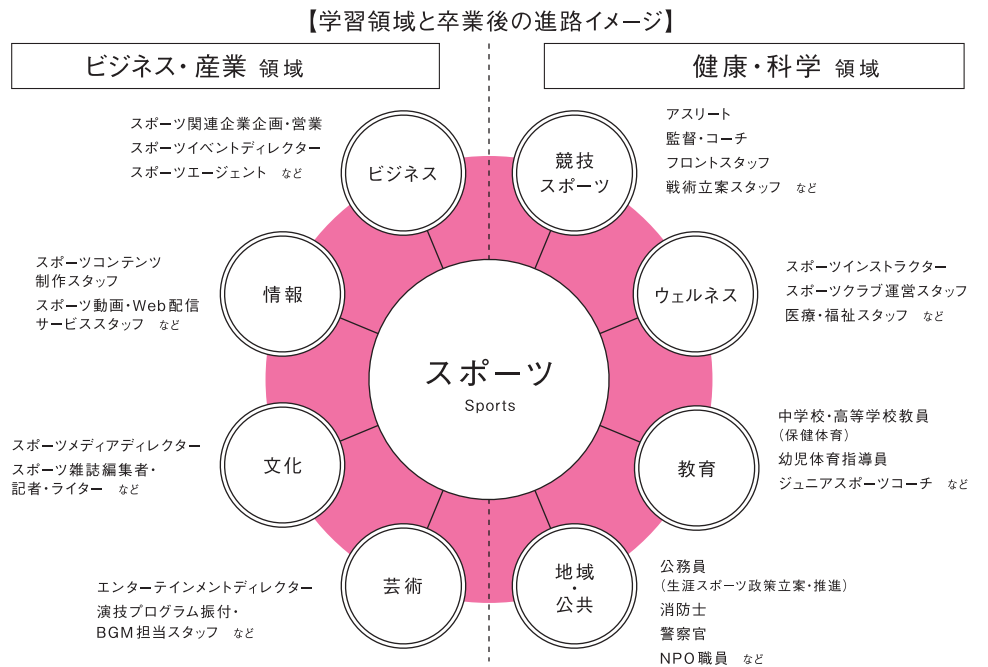 【学習領域と卒業後の進路イメージ】
ビジネス・産業 領域
健康・科学 領域
スポーツ関連企業企画・営業
スポーツイベントディレクター
スポーツエージェント など
ビジネス
競技
スポーツ
アスリート
監督・コーチ
フロントスタッフ
戦術立案スタッフ など
スポーツコンテンツ
制作スタッフ
スポーツ動画・Web配信
サービススタッフ など
情報
ウェルネス
スポーツインストラクター
スポーツクラブ運営スタッフ
医療・福祉スタッフ など
スポーツ
Sports
スポーツメディアディレクター
スポーツ雑誌編集者・
記者・ライター など
文化
教育
中学校・高等学校教員
(保健体育)
幼児体育指導員
ジュニアスポーツコーチ など
エンターテインメントディレクター
演技プログラム振付・
BGM担当スタッフ など
芸術
地域
・
公共
公務員
(生涯スポーツ政策立案・推進)
消防士
警察官
NPO職員 など